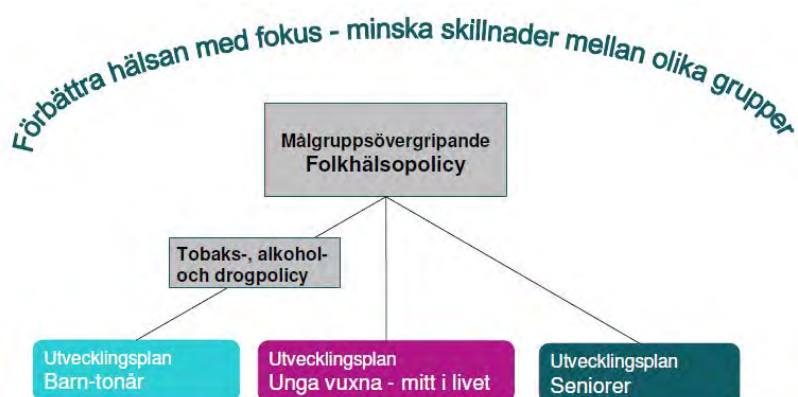 Förbättra hälsan med fokus - minska skillnader mellan olika grupper
Målgruppsövergripande
Folkhälsopolicy
Tobaks-, alkohol-
och drogpolicy
Utvecklingsplan
Barn-tonår
Utvecklingsplan
Unga vuxna - mitt i livet
Utvecklingsplan
Seniorer